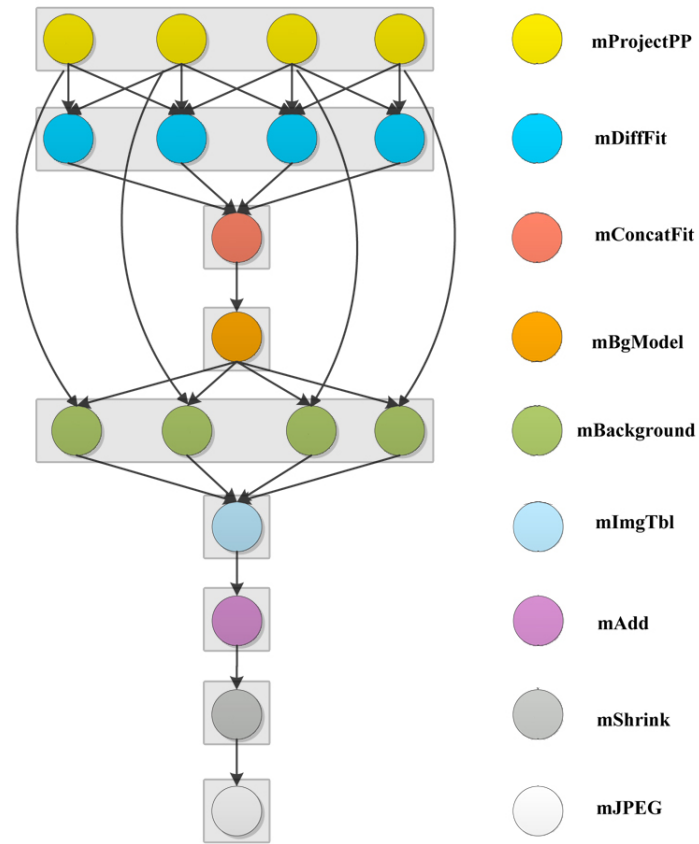 mProjectPP
mDiffFit
mConcatFit
mBgModel
mBackground
mImgTbl
mAdd
mShrink
mJPEG